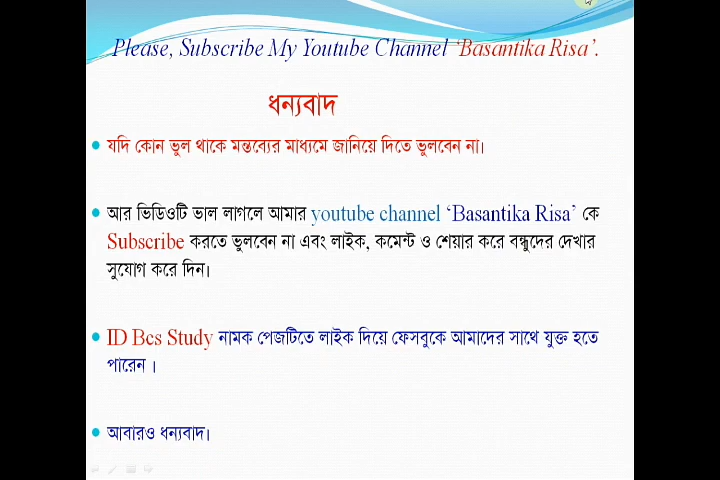 Please, Subscribe My Youtube Channel ‘Basantika Risa’.
ধন্যবাদ
যদি কোন ভুল থাকে মন্তব্যের মাধ্যমে জানিয়ে দিতে ভুলবেন না।
আর ভিডিওটি ভাল লাগলে আমার youtube channel ‘Basantika Risa’ কে
Subscribe করতে ভুলবেন না এবং লাইক, কমেন্ট ও শেয়ার করে বন্ধুদের দেখার
সুযোগ করে দিন।
ID Bcs Study নামক পেজটিতে লাইক দিয়ে ফেসবুকে আমাদের সাথে যুক্ত হতে
পারেন ।
আবারও ধন্যবাদ।